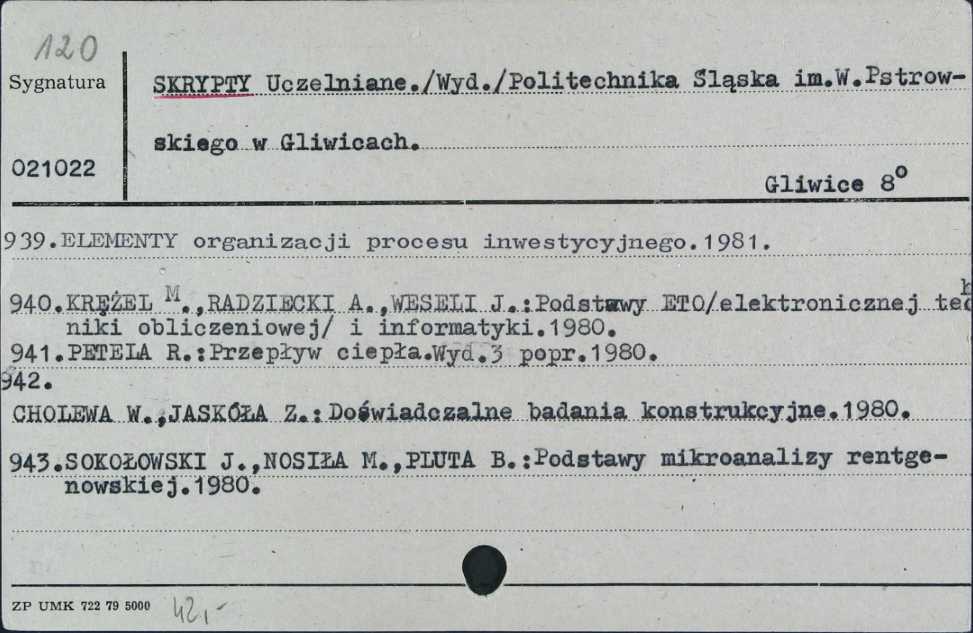 120
Sygnatura
SKRYPTY Uczelniane./Wyd./Politechnika Śląska im.W.Pstrow-
skiego w Gliwicach.
021022
Gliwice 8º
939.ELEMENTY organizacji procesu inwestycyjnego.1981.
940.KRĘŻEL M.,RADZIECKI A.,WESELI J.:Podstawy ETO/elektronicznej tech
niki obliczeniowej/ i informatyki.1980.
941.PETELA R.:Przepływ ciepła.Wyd.3 popr.1980.
942.
CHOLEWA W.,JASKÓŁA Z.:Doświadczalne badania konstrukcyjne.1980.
943.SOKOŁOWSKI J.,NOSIŁA M.,PLUTA B.:Podstawy mikroanalizy rentge-
nowskiej.1980.
ZP UMK 722 79 5000
42,-